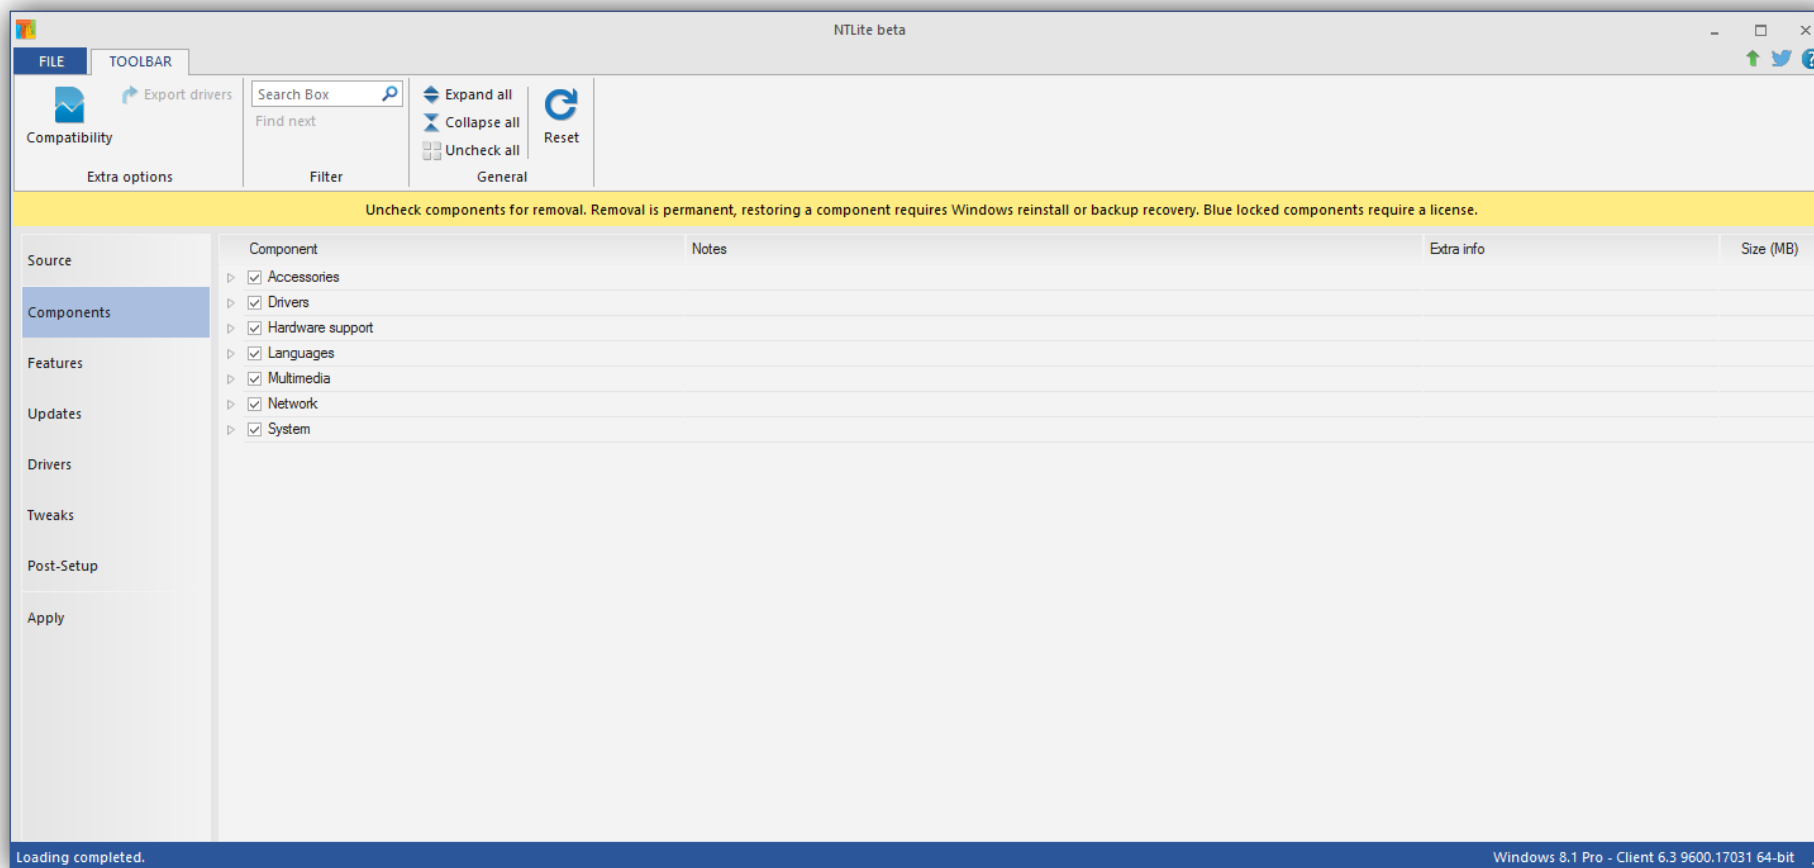 NTLite beta
FILE TOOLBAR
Compatibility
Export drivers
Extra options
Search Box
Find next
Filter
Expand all
Collapse all
Uncheck all
Reset
General
Uncheck components for removal. Removal is permanent, restoring a component requires Windows reinstall or backup recovery. Blue locked components require a license.
Source
Components
Features
Updates
Drivers
Tweaks
Post-Setup
Apply
Component Notes Extra info Size (MB)
Accessories
Drivers
Hardware support
Languages
Multimedia
Network
System
Loading completed.
Windows 8.1 Pro - Client 6.3 9600.17031 64-bit